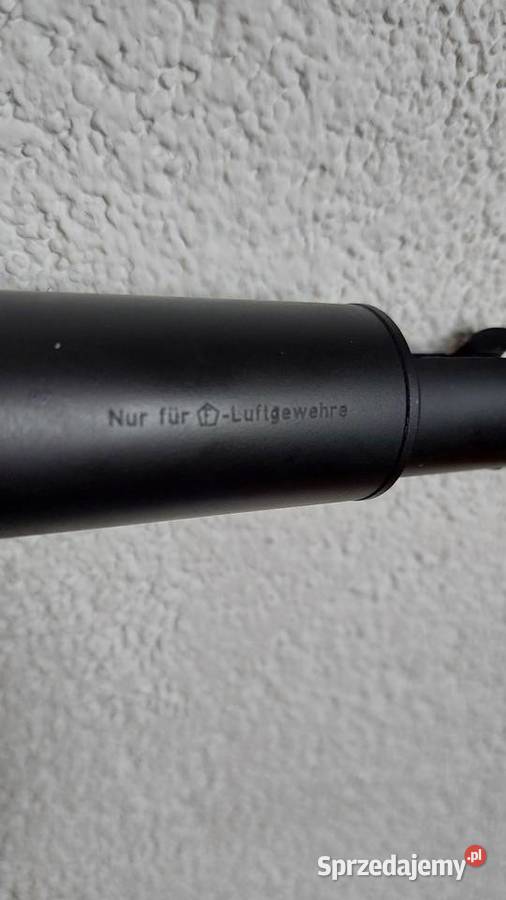 Nur für Ⓕ-Luftgewehre
Sprzedajemy.pl